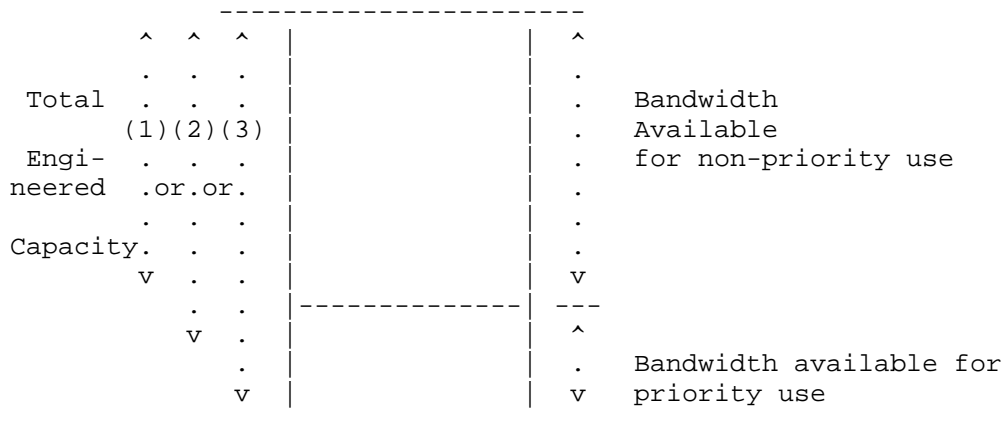 -----------------------
^ ^ ^ | | ^
. . . | | .
Total . . . | | . Bandwidth
(1)(2)(3) | | . Available
Engi- . . . | | . for non-priority use
neered .or.or. | | .
. . . | | .
Capacity. . . | | .
v . . | | v
. . |--------------| ---
v . | | ^
. | | . Bandwidth available for
v | | v priority use